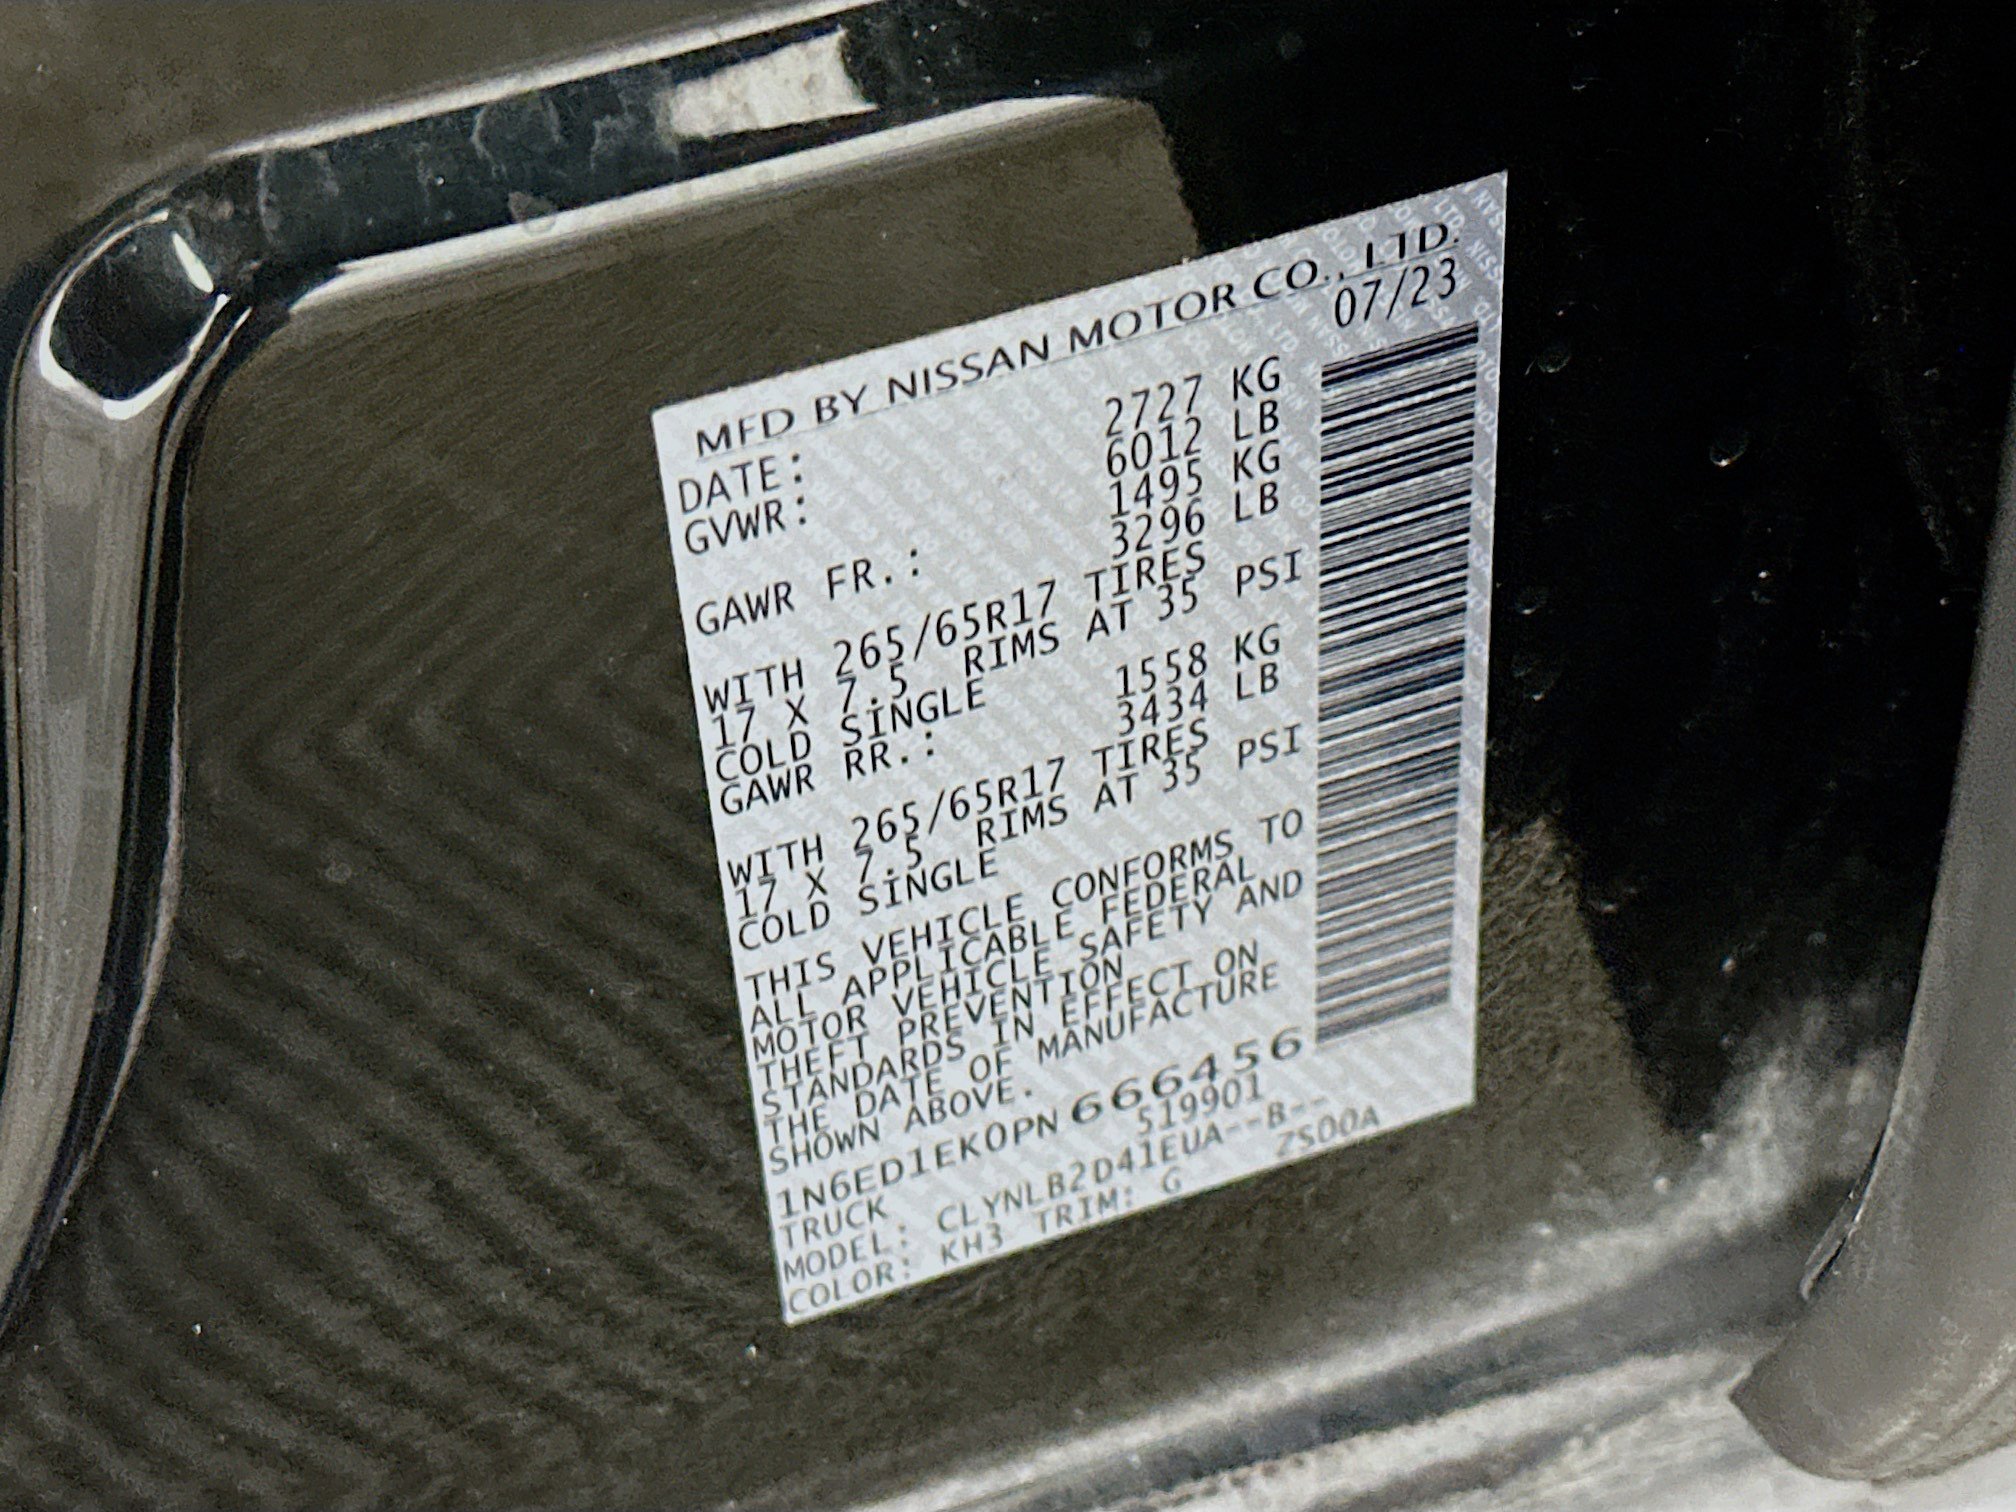 MFD BY NISSAN MOTOR CO., LTD.
DATE: 07/23
GVWR: 2727 KG
6012 LB
GAWR FR.: 1495 KG
3296 LB
WITH 265/65R17 TIRES
17 X 7.5 RIMS AT 35 PSI
COLD SINGLE
GAWR RR.: 1558 KG
3434 LB
WITH 265/65R17 TIRES
17 X 7.5 RIMS AT 35 PSI
COLD SINGLE
THIS VEHICLE CONFORMS TO
ALL APPLICABLE FEDERAL
MOTOR VEHICLE SAFETY AND
THEFT PREVENTION
STANDARDS IN EFFECT ON
THE DATE OF MANUFACTURE
SHOWN ABOVE.
1N6ED1EK0PN 666456
TRUCK 519901
MODEL: CLYNLB2D41EUA--B--
COLOR: KH3 TRIM: G ZS00A